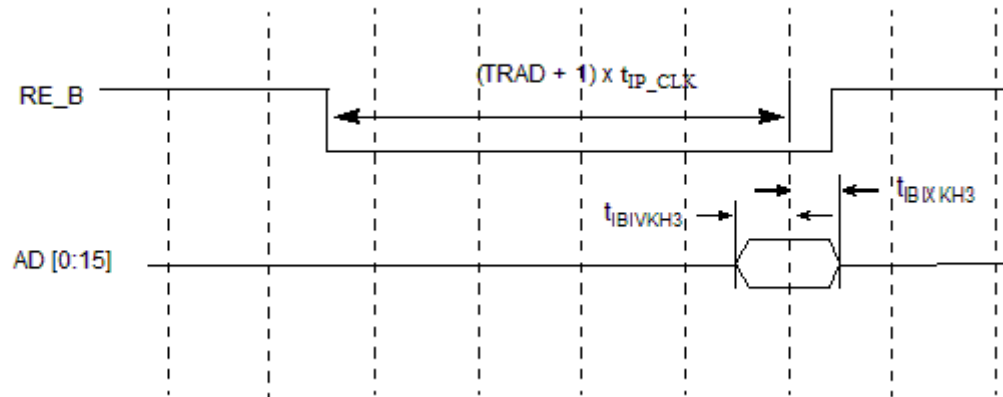 (TRAD + 1) x tIP_CLK
RE_B
tIBIXKH3
tIBIVKH3
AD [0:15]